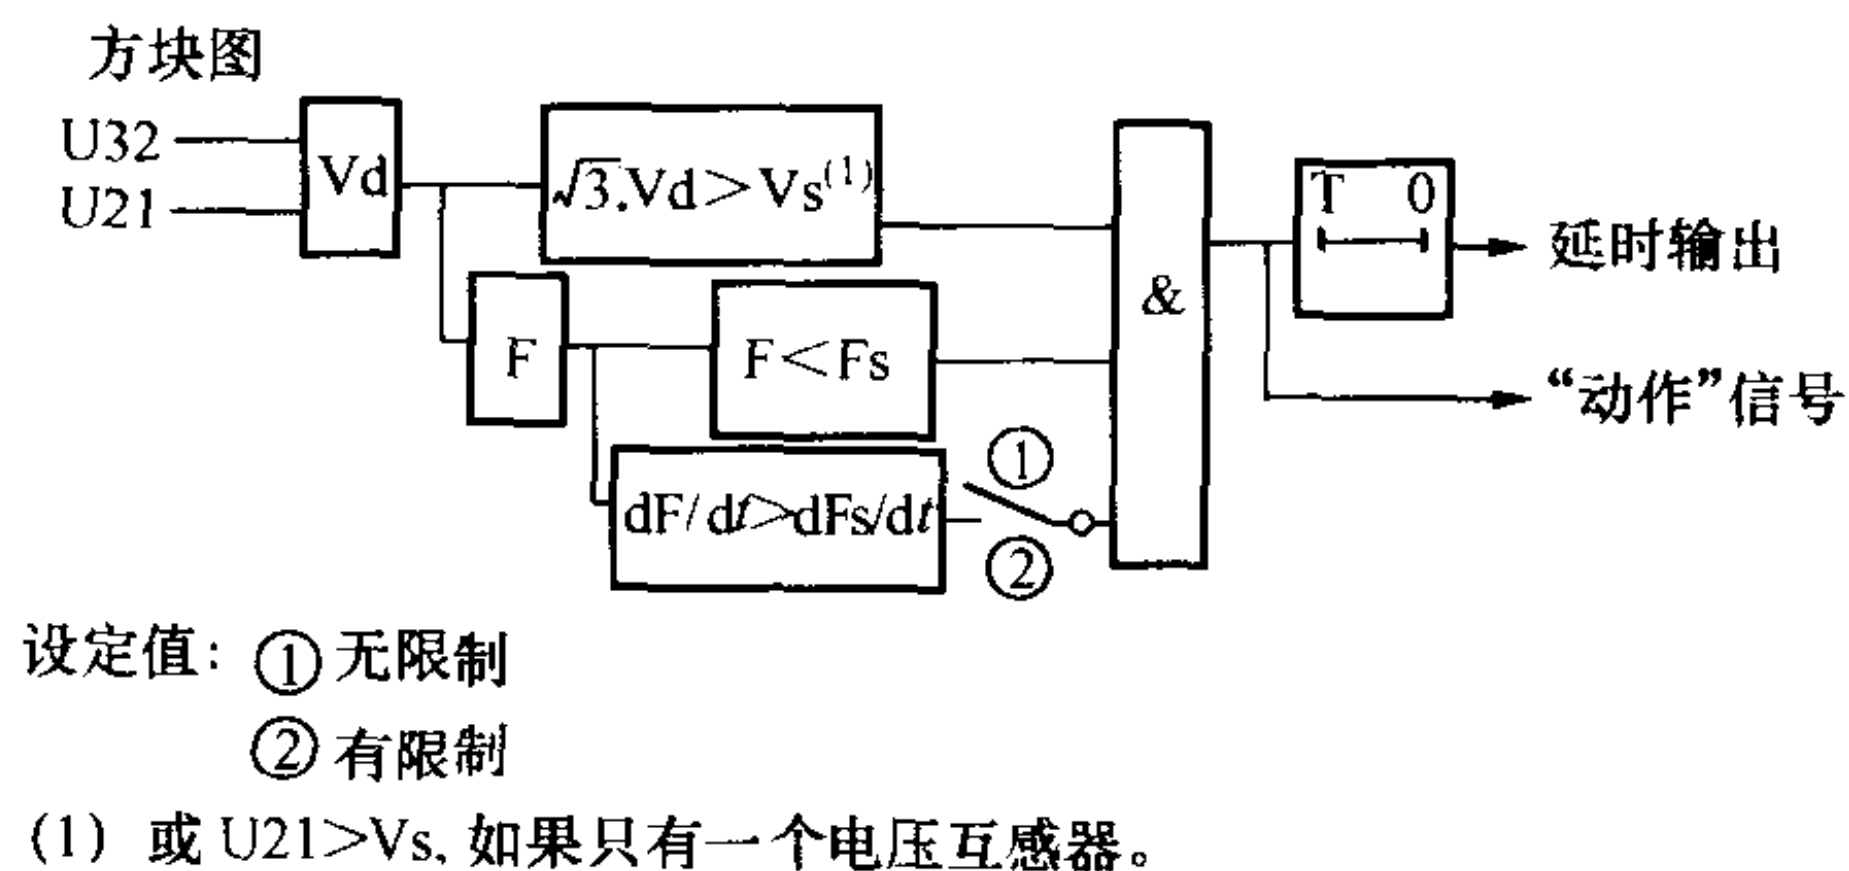 方块图
U32
U21
Vd
√3.Vd>Vs(1)
F
F<Fs
dF/dt>dFs/dt
①
②
&
T 0
延时输出
“动作”信号
设定值: ①无限制
②有限制
(1) 或 U21>Vs, 如果只有一个电压互感器。